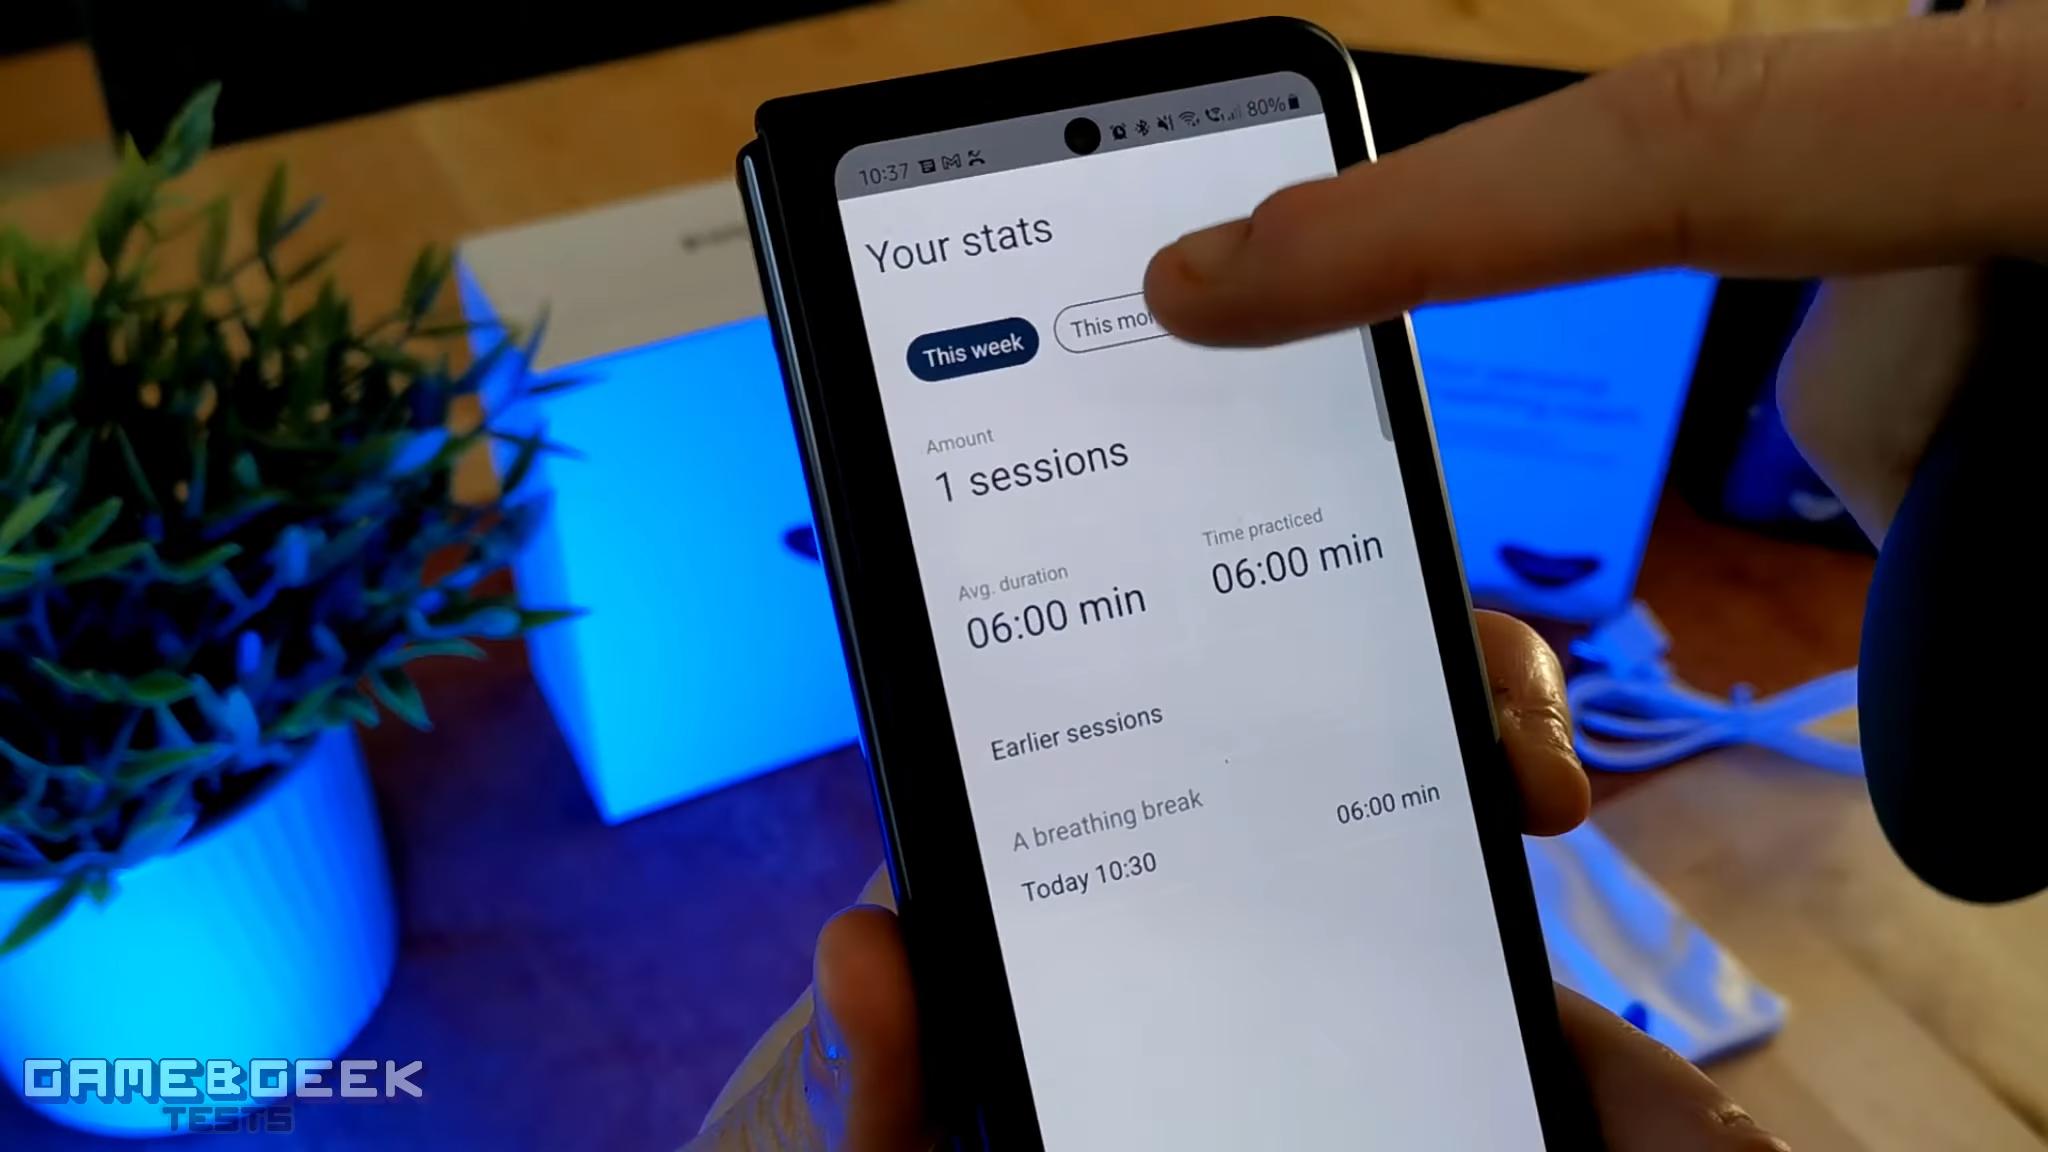 10:37
80%
Your stats
This week
This mo
Amount
1 sessions
Avg. duration
06:00 min
Time practiced
06:00 min
Earlier sessions
A breathing break
06:00 min
Today 10:30
GAME&GEEK
TESTS